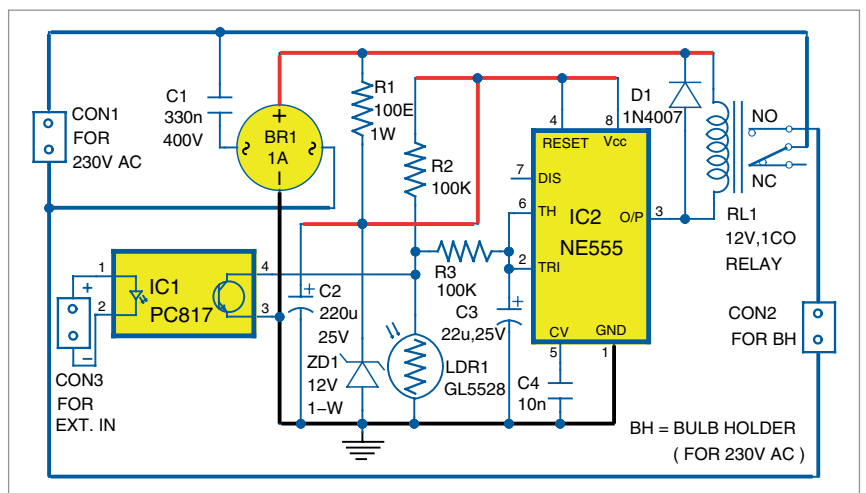 CON1
FOR
230V AC
C1
330n
400V
~
+
BR1
1A
–
~
R1
100E
1W
R2
100K
4
RESET
8
Vcc
7
DIS
6
TH
2
TRI
IC2
NE555
O/P
3
CV
5
GND
1
D1
1N4007
NO
NC
RL1
12V,1CO
RELAY
R3
100K
C3
22u,25V
+
1
2
IC1
PC817
4
3
+
–
CON3
FOR
EXT. IN
+
C2
220u
25V
ZD1
12V
1–W
LDR1
GL5528
C4
10n
CON2
FOR BH
BH = BULB HOLDER
( FOR 230V AC )